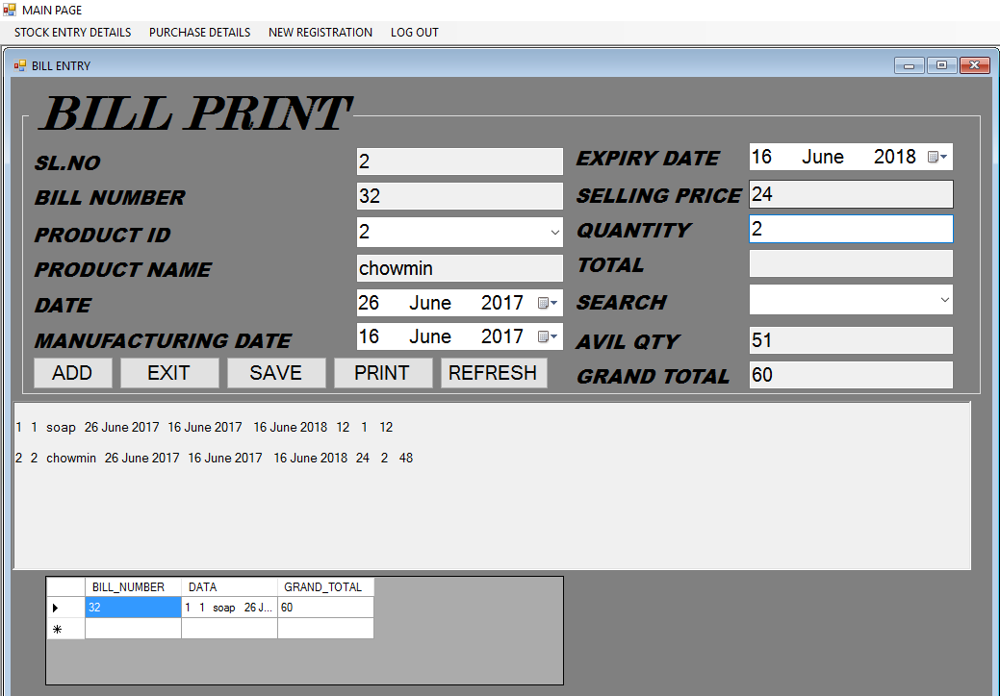 MAIN PAGE
STOCK ENTRY DETAILS PURCHASE DETAILS NEW REGISTRATION LOG OUT
BILL ENTRY
BILL PRINT
SL.NO 2
BILL NUMBER 32
PRODUCT ID 2
PRODUCT NAME chowmin
DATE 26 June 2017
MANUFACTURING DATE 16 June 2017
ADD EXIT SAVE PRINT REFRESH
EXPIRY DATE 16 June 2018
SELLING PRICE 24
QUANTITY 2
TOTAL
SEARCH
AVIL QTY 51
GRAND TOTAL 60
1 1 soap 26 June 2017 16 June 2017 16 June 2018 12 1 12
2 2 chowmin 26 June 2017 16 June 2017 16 June 2018 24 2 48
BILL_NUMBER DATA GRAND_TOTAL
32 1 1 soap 26 J... 60